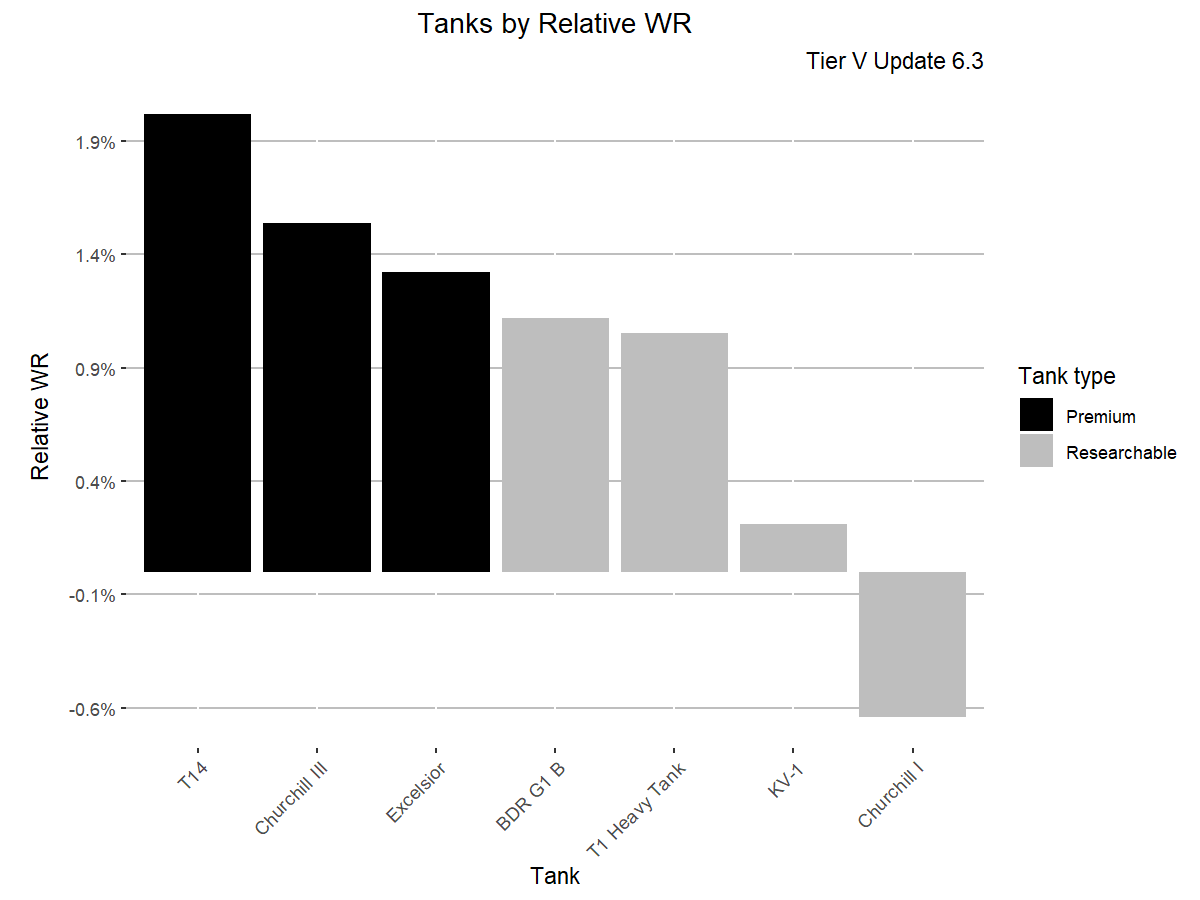 Tanks by Relative WR
Tier V Update 6.3
Relative WR
1.9%
1.4%
0.9%
0.4%
-0.1%
-0.6%
T14
Churchill III
Excelsior
BDR G1 B
T1 Heavy Tank
KV-1
Churchill I
Tank
Tank type
Premium
Researchable